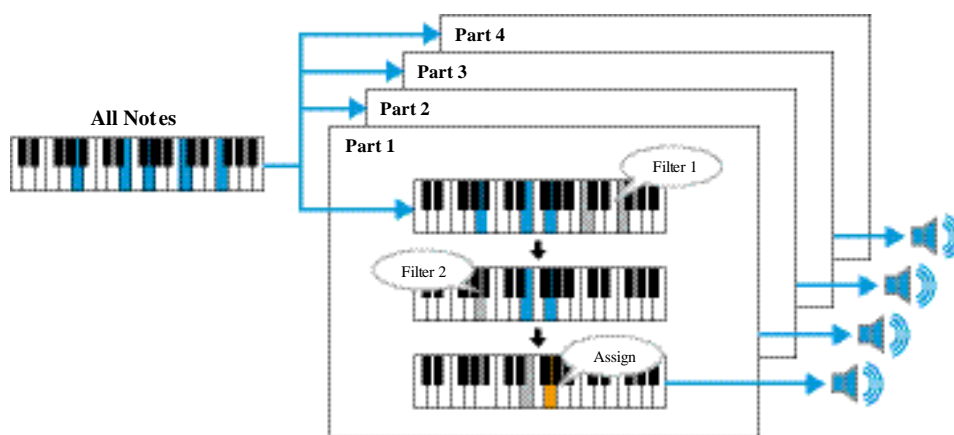 Part 4
Part 3
All Notes
Part 2
Part 1
Filter 1
Filter 2
Assign